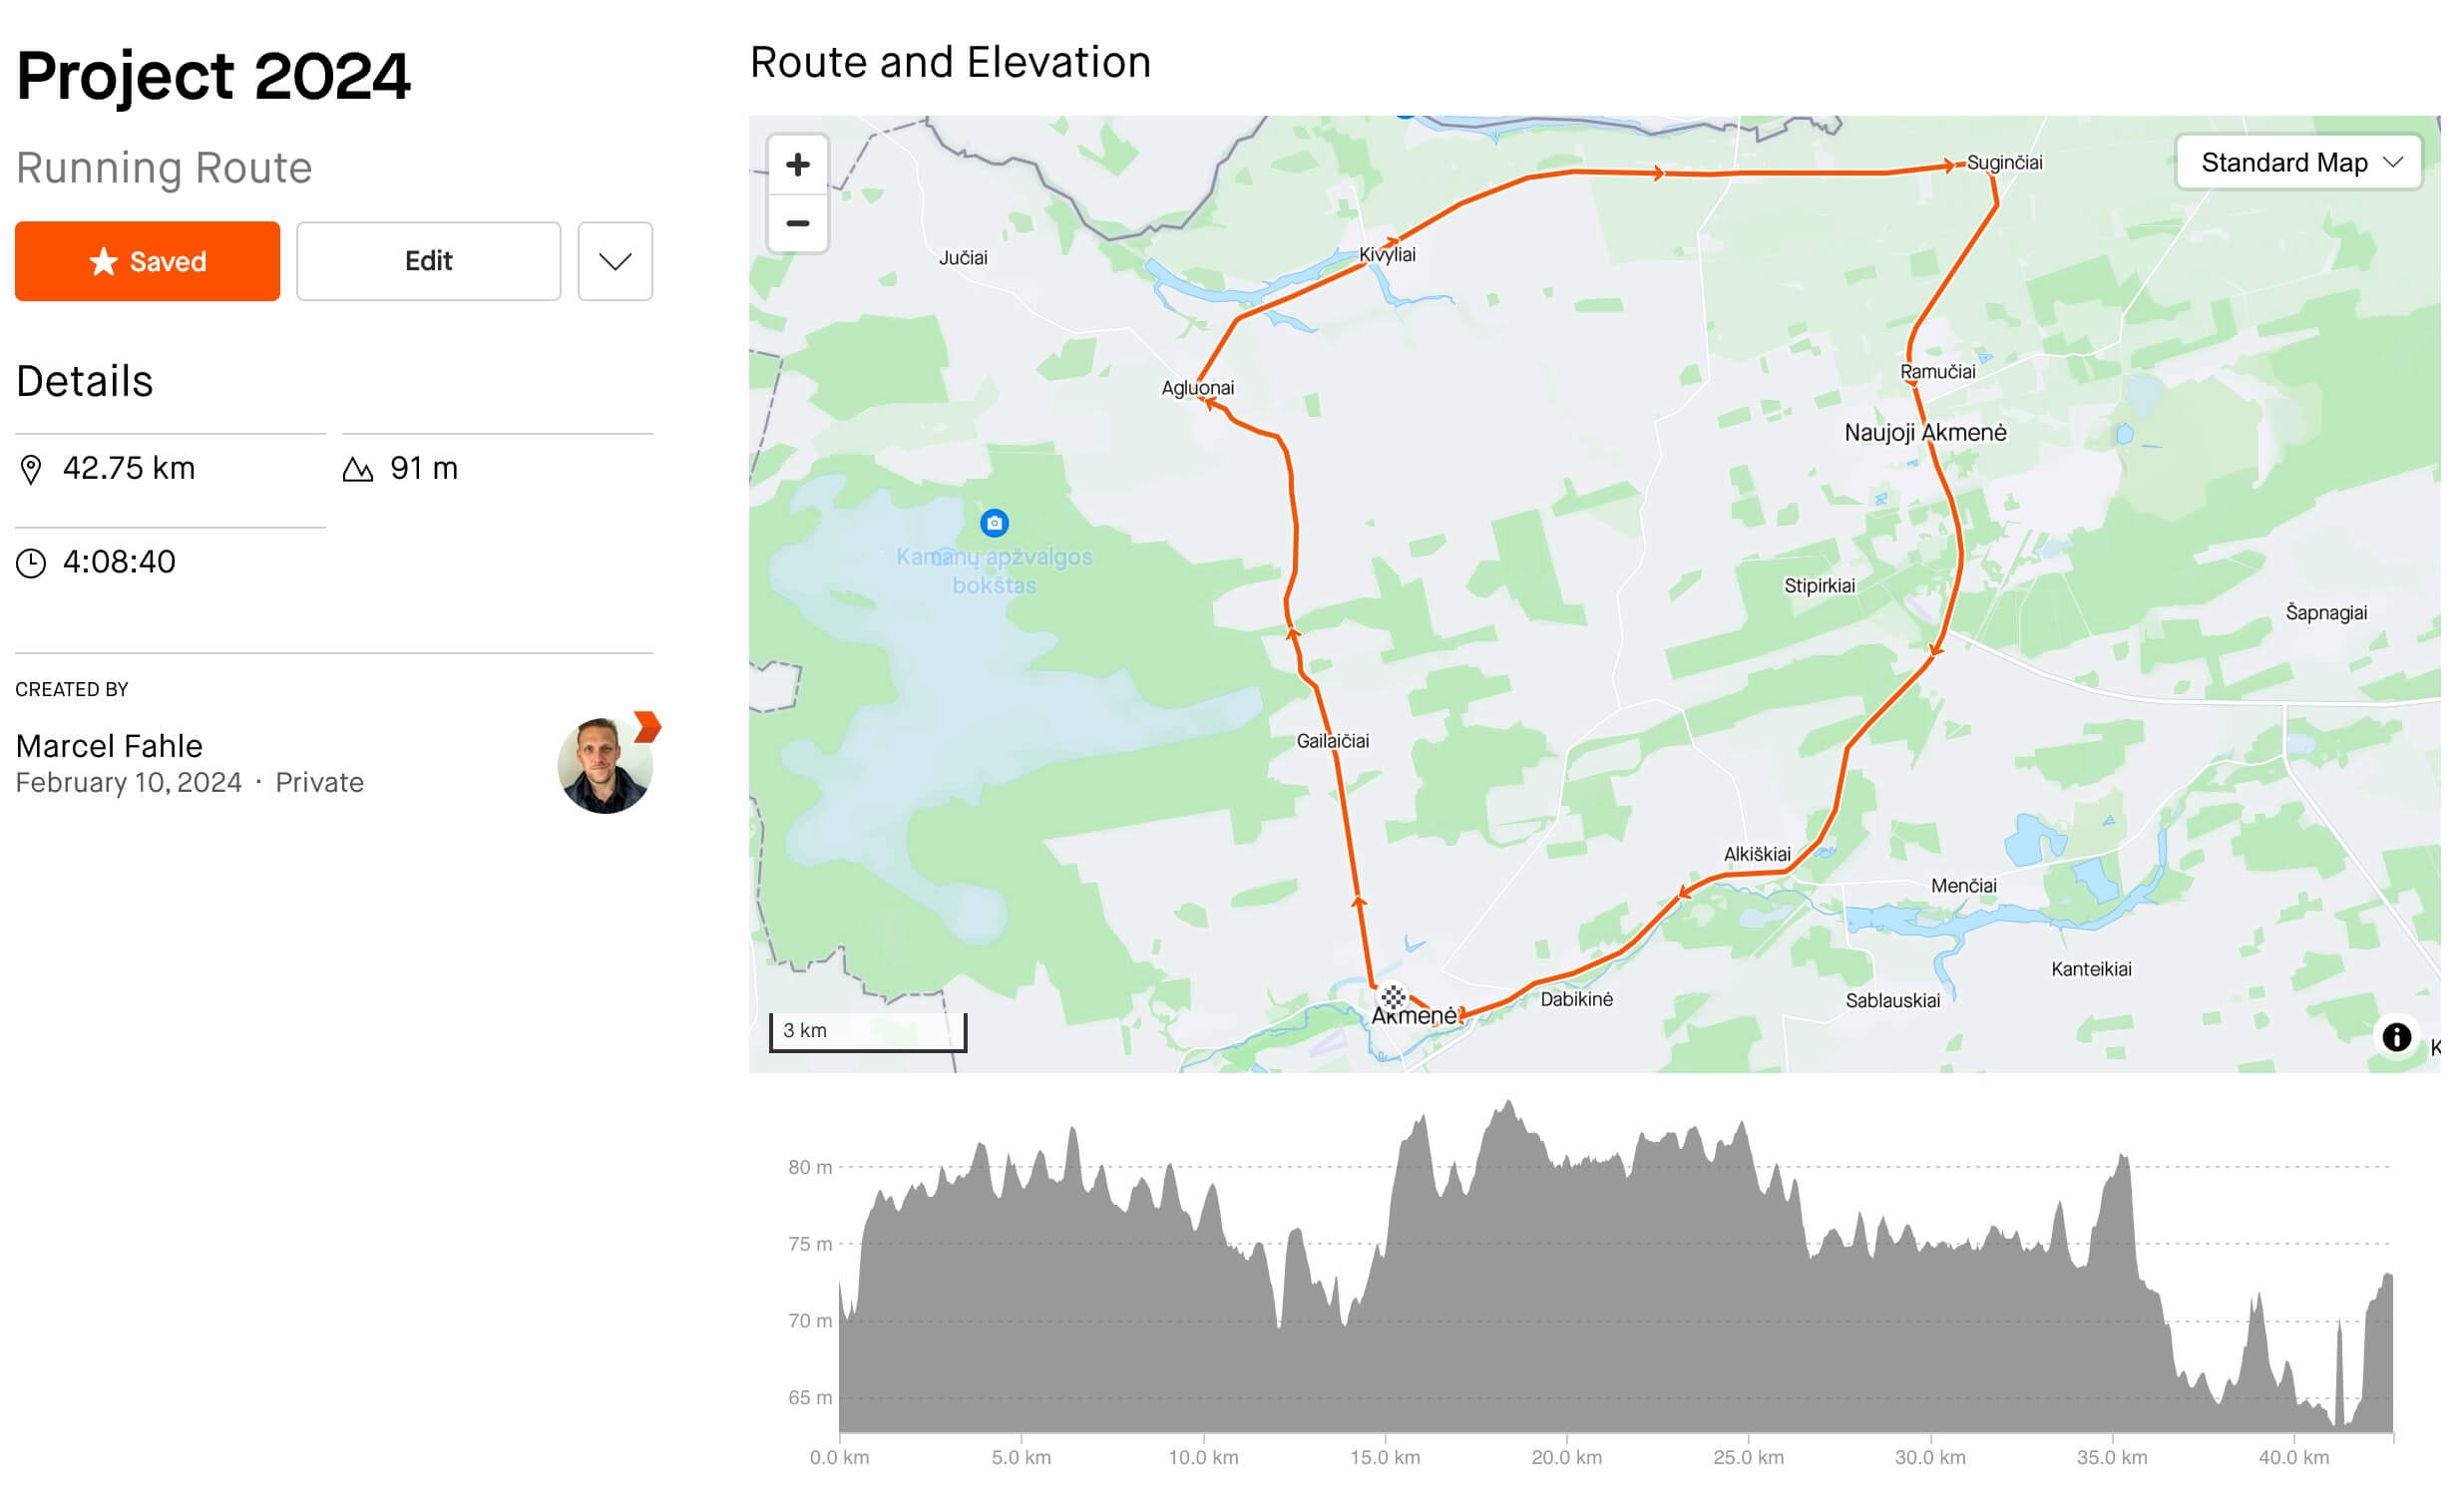 Project 2024
Running Route
Saved
Edit
Details
42.75 km
91 m
4:08:40
CREATED BY
Marcel Fahle
February 10, 2024 · Private
Route and Elevation
+
−
Standard Map
Sugінčiai
Kivyliai
Jučiai
Agluonai
Ramučiai
Naujoji Akmenė
Kamanų apžvalgos
bokštas
Stipirkiai
Šapnagiai
Gailaičiai
Alkiškiai
Menčiai
Kanteikiai
Dabikinė
Sablauskiai
Akmenė
3 km
K
80 m
75 m
70 m
65 m
0.0 km
5.0 km
10.0 km
15.0 km
20.0 km
25.0 km
30.0 km
35.0 km
40.0 km